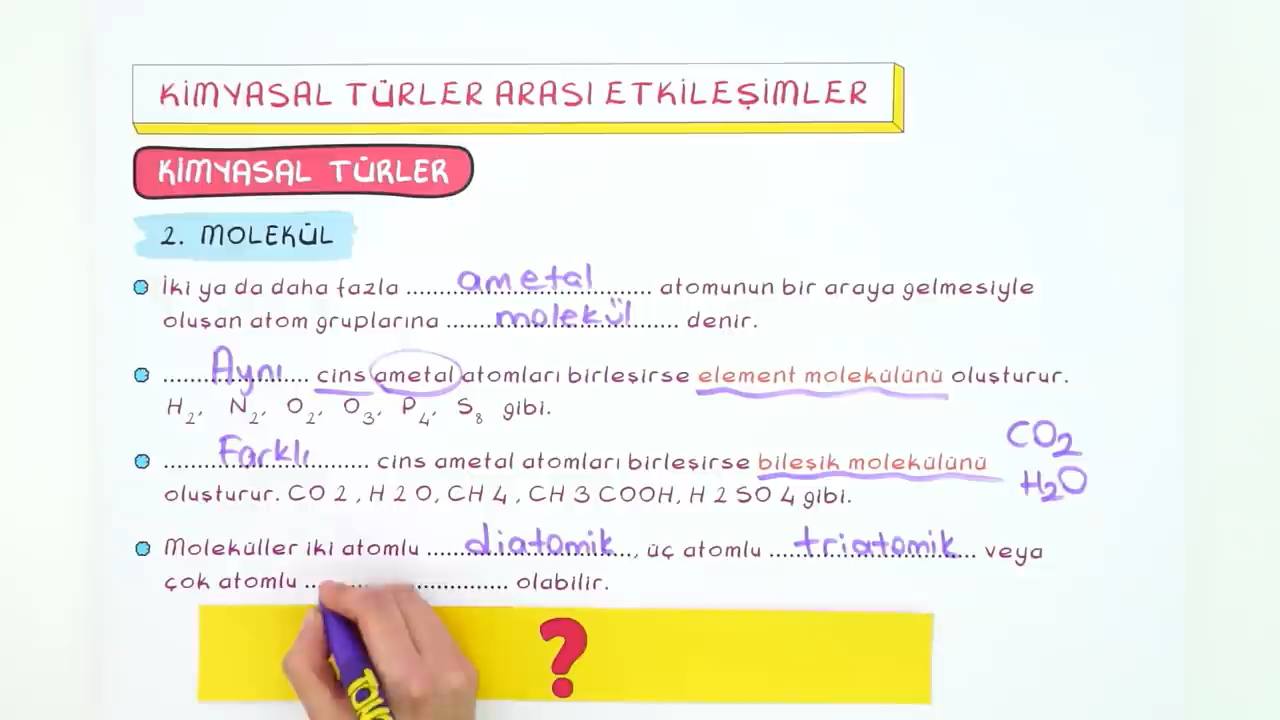 KİMYASAL TÜRLER ARASI ETKİLEŞİMLER
KİMYASAL TÜRLER
2. MOLEKÜL
İki ya da daha fazla ........ametal........ atomunun bir araya gelmesiyle
oluşan atom gruplarına ........molekül........ denir.
........Aynı.... cins ametal atomları birleşirse element molekülünü oluşturur.
H₂, N₂, O₂, O₃, P₄, S₈ gibi.
........Farklı........ cins ametal atomları birleşirse bileşik molekülünü
oluşturur. CO 2, H 2 O, CH 4, CH 3 COOH, H 2 SO 4 gibi.
CO₂
H₂O
Moleküller iki atomlu ......diatomik..., üç atomlu ....triatomik... veya
çok atomlu ........................ olabilir.
?